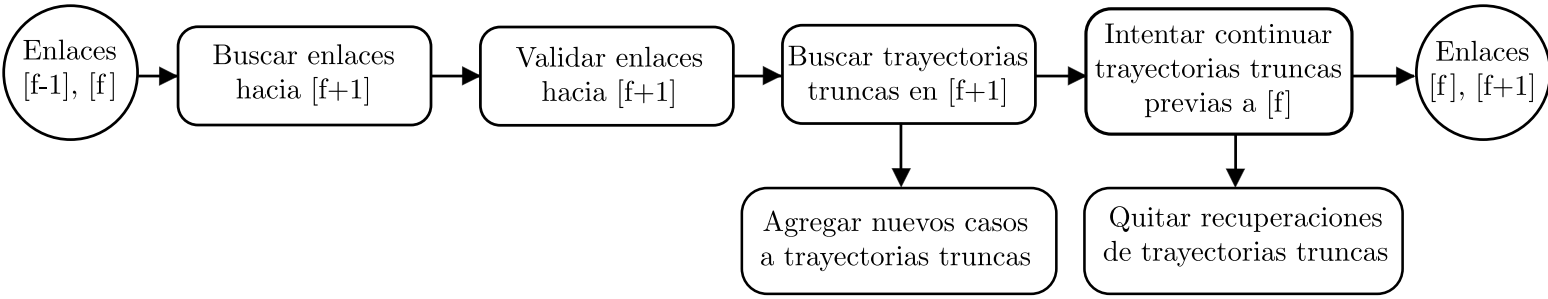 Enlaces
[f-1], [f]
Buscar enlaces
hacia [f+1]
Validar enlaces
hacia [f+1]
Buscar trayectorias
truncas en [f+1]
Intentar continuar
trayectorias truncas
previas a [f]
Enlaces
[f], [f+1]
Agregar nuevos casos
a trayectorias truncas
Quitar recuperaciones
de trayectorias truncas